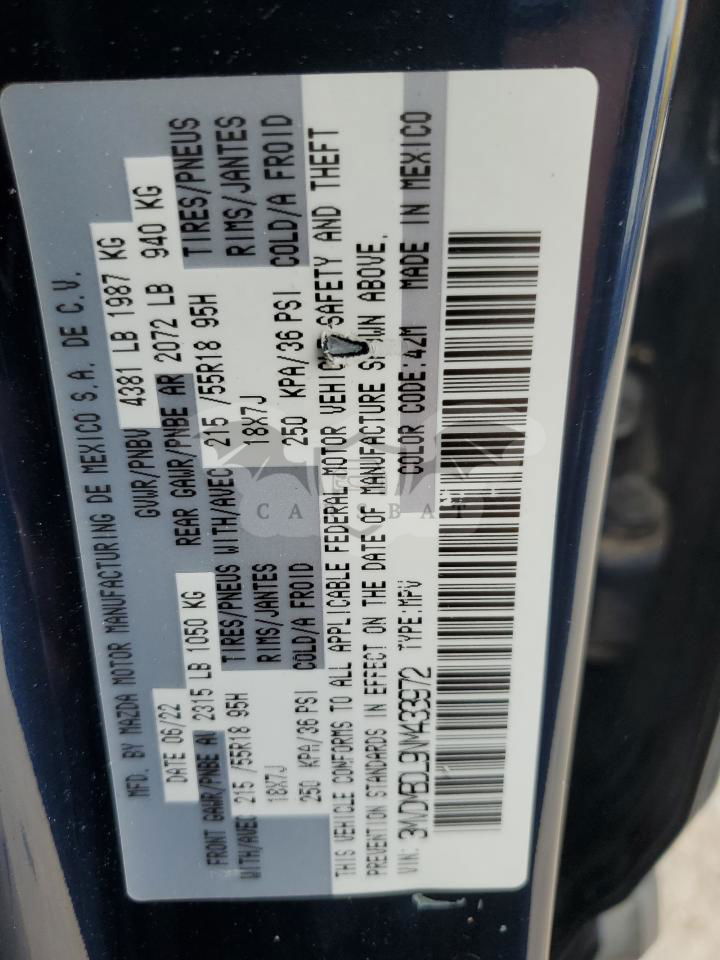 MFD. BY MAZDA MOTOR MANUFACTURING DE MEXICO S.A. DE C.V.
DATE 06/22 GVWR/PNBV 4381 LB 1987 KG
FRONT GAWR/PNBE AV 2315 LB 1050 KG REAR GAWR/PNBE AR 2072 LB 940 KG
WITH/AVEC 215 /55R18 95H TIRES/PNEUS WITH/AVEC 215 /55R18 95H TIRES/PNEUS
18X7J RIMS/JANTES 18X7J RIMS/JANTES
250 KPA/36 PSI COLD/A FROID 250 KPA/36 PSI COLD/A FROID
THIS VEHICLE CONFORMS TO ALL APPLICABLE FEDERAL MOTOR VEHIC SAFETY AND THEFT
PREVENTION STANDARDS IN EFFECT ON THE DATE OF MANUFACTURE S WN ABOVE.
VIN: 3MVDMBDL9NM433972 TYPE:MPV COLOR CODE:42M MADE IN MEXICO
CARSBAT